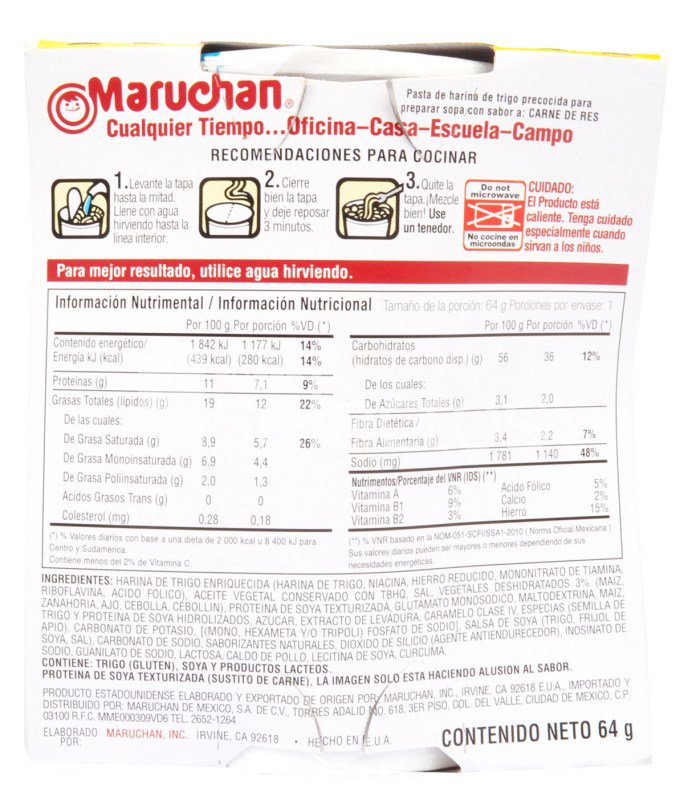 Maruchan®
Pasta de harina de trigo precocida para
preparar sopa con sabor a: CARNE DE RES
Cualquier Tiempo...Oficina-Casa-Escuela-Campo
RECOMENDACIONES PARA COCINAR
1.Levante la tapa
hasta la mitad.
Llene con agua
hirviendo hasta la
línea interior.
2.Cierre
bien la tapa
y deje reposar
3 minutos.
3.Quite la
tapa.¡Mezcle
bien! Use
un tenedor.
Do not
microwave
No cocine en
microondas
CUIDADO:
El Producto está
caliente. Tenga cuidado
especialmente cuando
sirvan a los niños.
Para mejor resultado, utilice agua hirviendo.
Información Nutrimental / Información Nutricional Tamaño de la porción: 64 g Porciones por envase: 1
Por 100 g Por porción %VD (*)
Contenido energético/ 1 842 kJ 1 177 kJ 14%
Energía kJ (kcal) (439 kcal) (280 kcal) 14%
Proteínas (g) 11 7,1 9%
Grasas Totales (lípidos) (g) 19 12 22%
De las cuales:
De Grasa Saturada (g) 8,9 5,7 26%
De Grasa Monoinsaturada (g) 6,9 4,4
De Grasa Poliinsaturada (g) 2,0 1,3
Acidos Grasos Trans (g) 0 0
Colesterol (mg) 0,28 0,18
(*) % Valores diarios con base a una dieta de 2 000 kcal u 8 400 kJ para
Centro y Sudamérica.
Contiene menos del 2% de Vitamina C.
Por 100 g Por porción %VD (*)
Carbohidratos
(hidratos de carbono disp.) (g) 56 36 12%
De los cuales:
De Azúcares Totales (g) 3,1 2,0
Fibra Dietética /
Fibra Alimentaria (g) 3,4 2,2 7%
Sodio (mg) 1 781 1 140 48%
Nutrimentos/Porcentaje del VNR (IDS) (**)
Vitamina A 6% Acido Fólico 5%
Vitamina B1 9% Calcio 2%
Vitamina B2 3% Hierro 15%
(**) % VNR basado en la NOM-051-SCFI/SSA1-2010 ( Norma Oficial Mexicana )
Sus valores diarios pueden ser mayores o menores dependiendo de sus
necesidades energéticas.
INGREDIENTES: HARINA DE TRIGO ENRIQUECIDA (HARINA DE TRIGO, NIACINA, HIERRO REDUCIDO, MONONITRATO DE TIAMINA,
RIBOFLAVINA, ACIDO FOLICO), ACEITE VEGETAL CONSERVADO CON TBHQ, SAL, VEGETALES DESHIDRATADOS 3% (MAIZ,
ZANAHORIA, AJO, CEBOLLA, CEBOLLIN), PROTEINA DE SOYA TEXTURIZADA, GLUTAMATO MONOSODICO, MALTODEXTRINA, MAIZ,
TRIGO Y PROTEINA DE SOYA HIDROLIZADOS, AZUCAR, EXTRACTO DE LEVADURA, CARAMELO CLASE IV, ESPECIAS (SEMILLA DE
APIO), CARBONATO DE POTASIO, [(MONO, HEXAMETA Y/O TRIPOLI) FOSFATO DE SODIO], SALSA DE SOYA (TRIGO, FRIJOL DE
SOYA, SAL), CARBONATO DE SODIO, SABORIZANTES NATURALES, DIOXIDO DE SILICIO (AGENTE ANTIENDURECEDOR), INOSINATO DE
SODIO, GUANILATO DE SODIO, LACTOSA, CALDO DE POLLO, LECITINA DE SOYA, CURCUMA.
CONTIENE: TRIGO (GLUTEN), SOYA Y PRODUCTOS LACTEOS.
PROTEINA DE SOYA TEXTURIZADA (SUSTITO DE CARNE), LA IMAGEN SOLO ESTA HACIENDO ALUSION AL SABOR.
PRODUCTO ESTADOUNIDENSE ELABORADO Y EXPORTADO DE ORIGEN POR: MARUCHAN, INC., IRVINE, CA 92618 E.U.A., IMPORTADO Y
DISTRIBUIDO POR: MARUCHAN DE MEXICO, S.A. DE C.V., TORRES ADALID NO. 618, 3ER PISO, COL. DEL VALLE, CIUDAD DE MEXICO, C.P.
03100 R.F.C. MME000309VD6 TEL. 2652-1264
ELABORADO POR: MARUCHAN, INC. IRVINE, CA 92618 • HECHO EN E.U.A.
CONTENIDO NETO 64 g